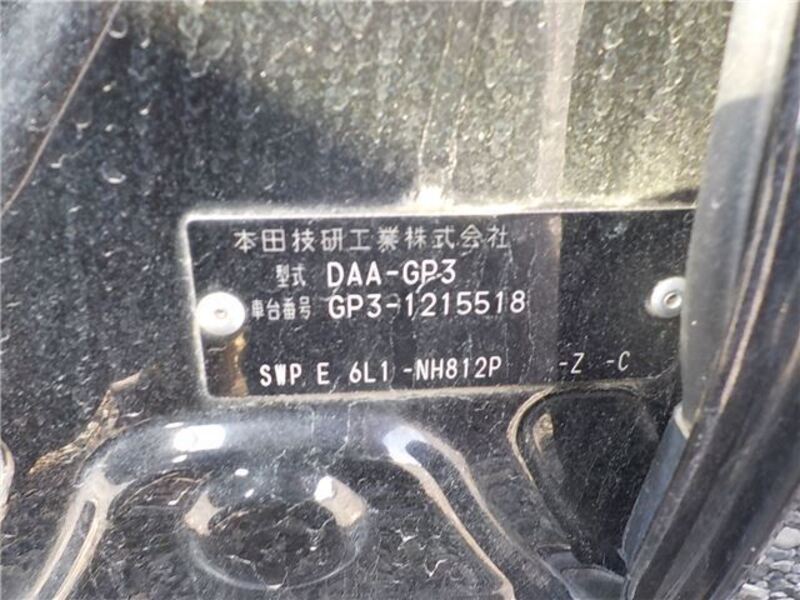 本田技研工業株式会社
型式 DAA-GP3
車台番号 GP3-1215518
SWP E 6L1 -NH812P -Z -C